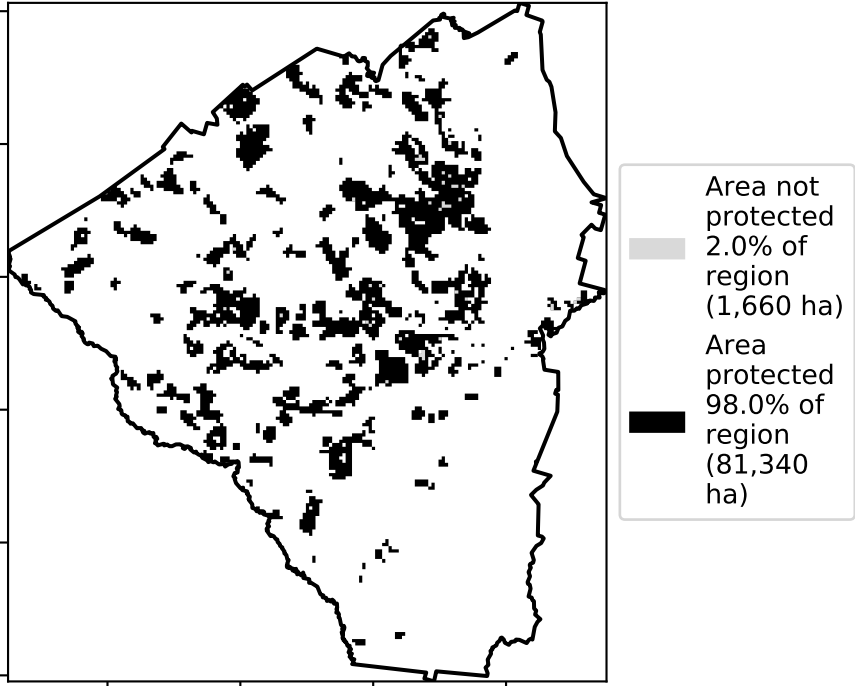 Area not
protected
2.0% of
region
(1,660 ha)
Area
protected
98.0% of
region
(81,340
ha)